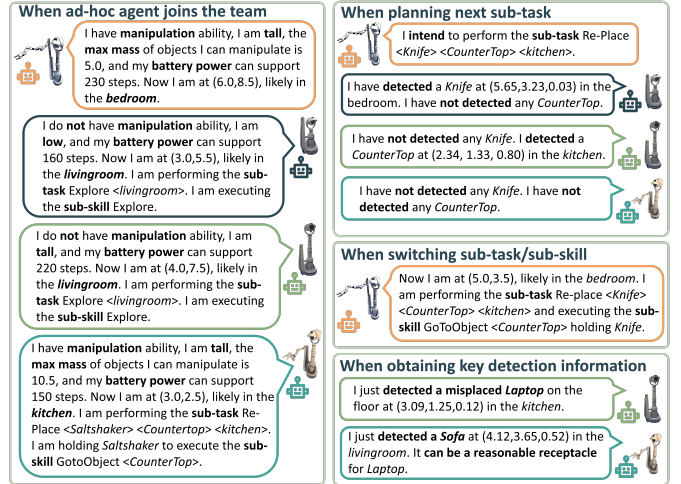 When ad-hoc agent joins the team
I have manipulation ability, I am tall, the
max mass of objects I can manipulate is
5.0, and my battery power can support
230 steps. Now I am at (6.0,8.5), likely in
the bedroom.
I do not have manipulation ability, I am
low, and my battery power can support
160 steps. Now I am at (3.0,5.5), likely in
the livingroom. I am performing the sub-
task Explore <livingroom>. I am executing
the sub-skill Explore.
I do not have manipulation ability, I am
tall, and my battery power can support
220 steps. Now I am at (4.0,7.5), likely in
the livingroom. I am performing the sub-
task Explore <livingroom>. I am executing
the sub-skill Explore.
I have manipulation ability, I am tall, the
max mass of objects I can manipulate is
10.5, and my battery power can support
150 steps. Now I am at (3.0,2.5), likely in the
kitchen. I am performing the sub-task Re-
Place <Saltshaker> <Countertop> <kitchen>.
I am holding Saltshaker to execute the sub-
skill GotoObject <CounterTop>.
When planning next sub-task
I intend to perform the sub-task Re-Place
<Knife> <CounterTop> <kitchen>.
I have detected a Knife at (5.65,3.23,0.03) in the
bedroom. I have not detected any CounterTop.
I have not detected any Knife. I detected a
CounterTop at (2.34, 1.33, 0.80) in the kitchen.
I have not detected any Knife. I have not
detected any CounterTop.
When switching sub-task/sub-skill
Now I am at (5.0,3.5), likely in the bedroom. I
am performing the sub-task Re-place <Knife>
<CounterTop> <kitchen> and executing the sub-
skill GoToObject <CounterTop> holding Knife.
When obtaining key detection information
I just detected a misplaced Laptop on the
floor at (3.09,1.25,0.12) in the kitchen.
I just detected a Sofa at (4.12,3.65,0.52) in the
livingroom. It can be a reasonable receptacle
for Laptop.